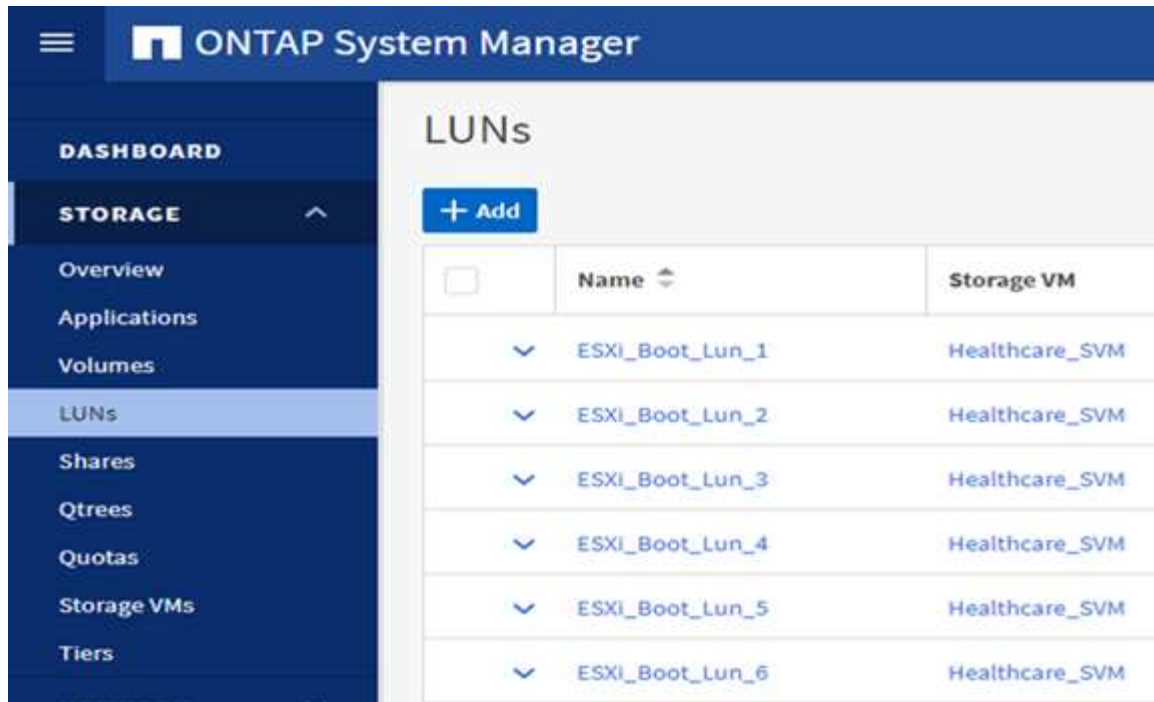 ONTAP System Manager
DASHBOARD
STORAGE
Overview
Applications
Volumes
LUNs
Shares
Qtrees
Quotas
Storage VMs
Tiers
LUNs
+ Add
Name Storage VM
ESXi_Boot_Lun_1 Healthcare_SVM
ESXi_Boot_Lun_2 Healthcare_SVM
ESXi_Boot_Lun_3 Healthcare_SVM
ESXi_Boot_Lun_4 Healthcare_SVM
ESXi_Boot_Lun_5 Healthcare_SVM
ESXi_Boot_Lun_6 Healthcare_SVM